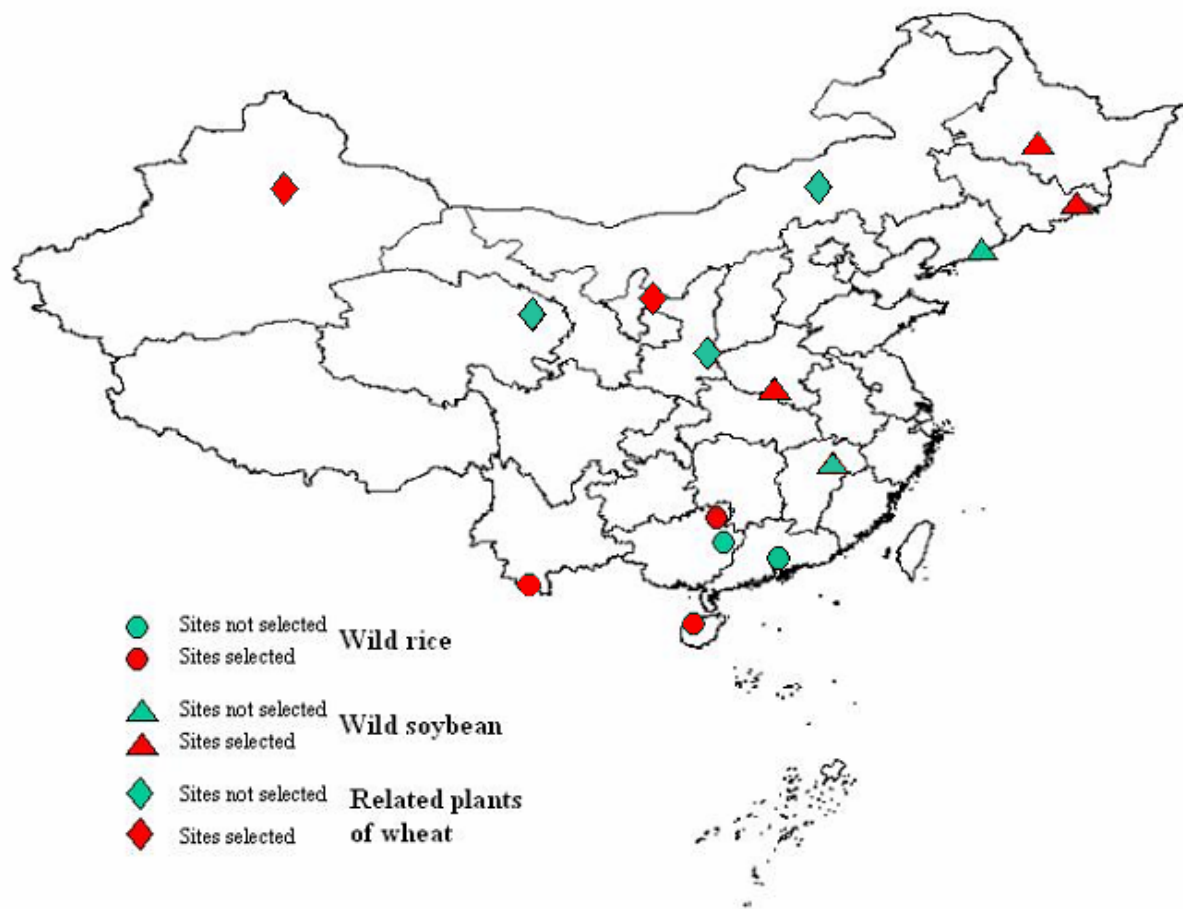 Sites not selected
Wild rice
Sites selected
Sites not selected
Wild soybean
Sites selected
Sites not selected
Related plants
of wheat
Sites selected